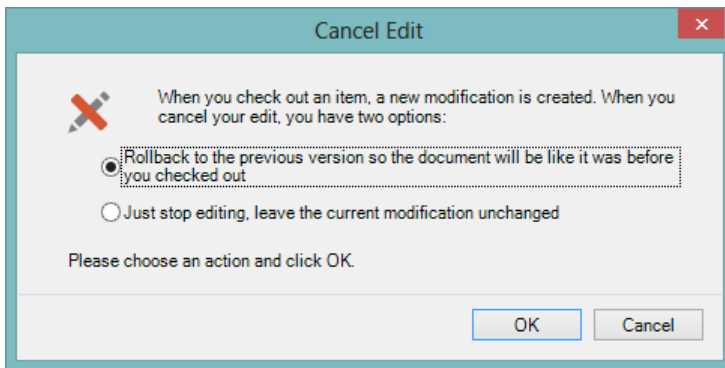 Cancel Edit
When you check out an item, a new modification is created. When you
cancel your edit, you have two options:
Rollback to the previous version so the document will be like it was before
you checked out
Just stop editing, leave the current modification unchanged
Please choose an action and click OK.
OK
Cancel